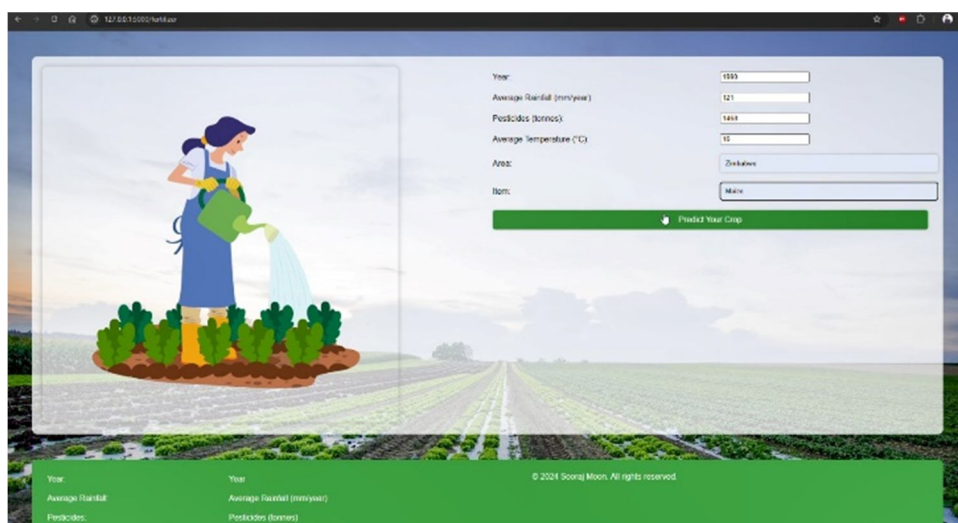 127.0.0.1:5000/fertilizer
Year:
1990
Average Rainfall (mm/year):
121
Pesticides (tonnes):
Average Temperature (°C):
Area:
Zimbabwe
Item:
Maize
Predict Your Crop
Year: Year © 2024 Sooraj Moon. All rights reserved.
Average Rainfall: Average Rainfall (mm/year)
Pesticides: Pesticides (tonnes)